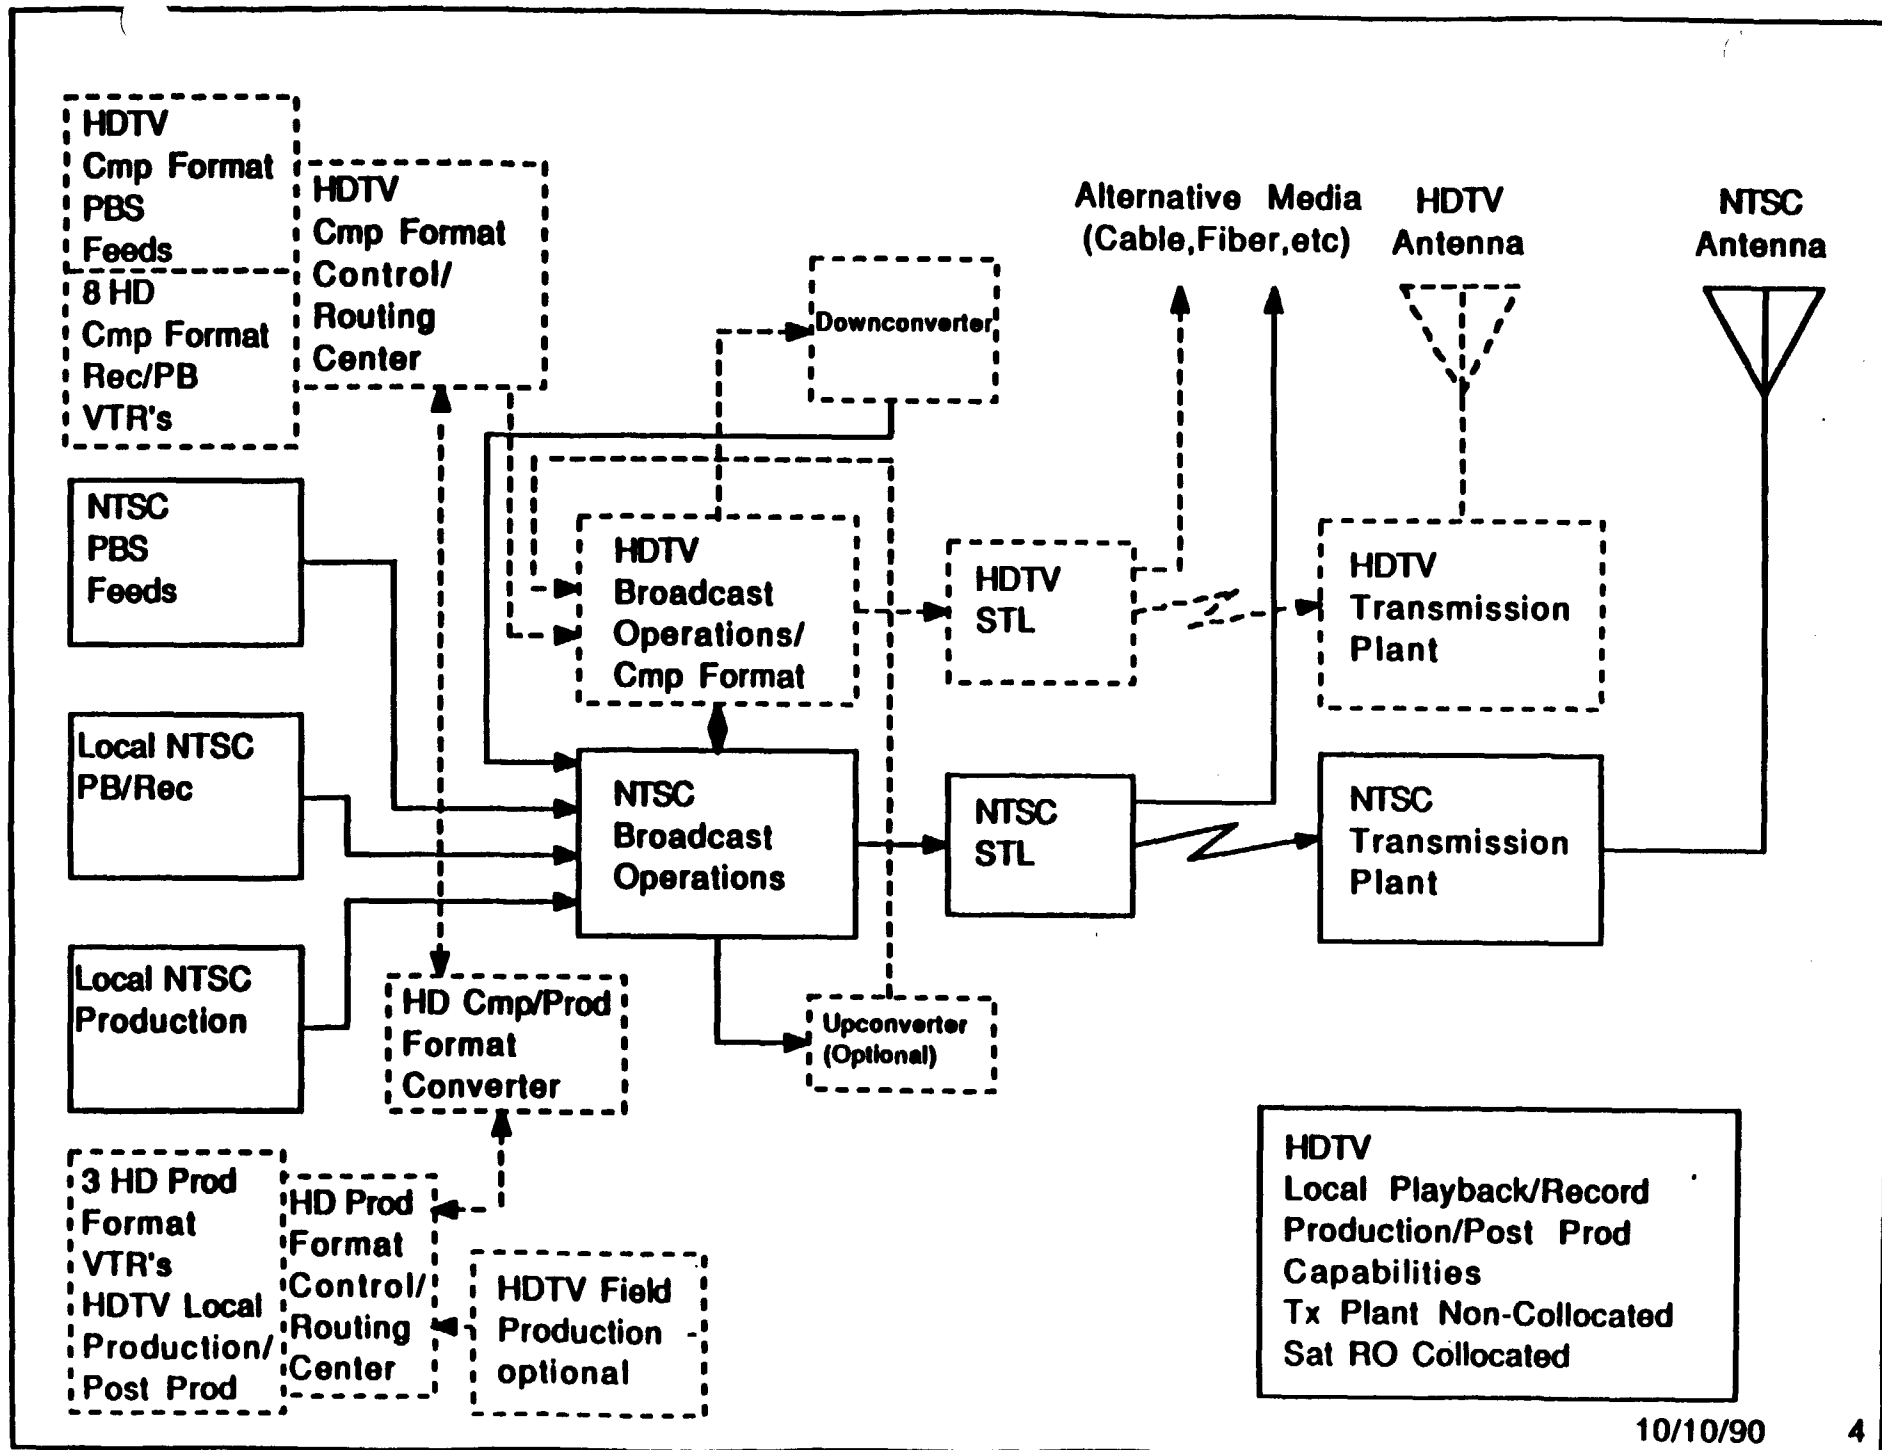 HDTV
Cmp Format
PBS
Feeds
8 HD
Cmp Format
Rec/PB
VTR's
HDTV
Cmp Format
Control/
Routing
Center
Downconverter
Alternative Media
(Cable,Fiber,etc)
HDTV
Antenna
NTSC
Antenna
NTSC
PBS
Feeds
HDTV
Broadcast
Operations/
Cmp Format
HDTV
STL
HDTV
Transmission
Plant
Local NTSC
PB/Rec
NTSC
Broadcast
Operations
NTSC
STL
NTSC
Transmission
Plant
Local NTSC
Production
HD Cmp/Prod
Format
Converter
Upconverter
(Optional)
3 HD Prod
Format
VTR's
HDTV Local
Production/
Post Prod
HD Prod
Format
Control/
Routing
Center
HDTV Field
Production
optional
HDTV
Local Playback/Record
Production/Post Prod
Capabilities
Tx Plant Non-Collocated
Sat RO Collocated
10/10/90 4